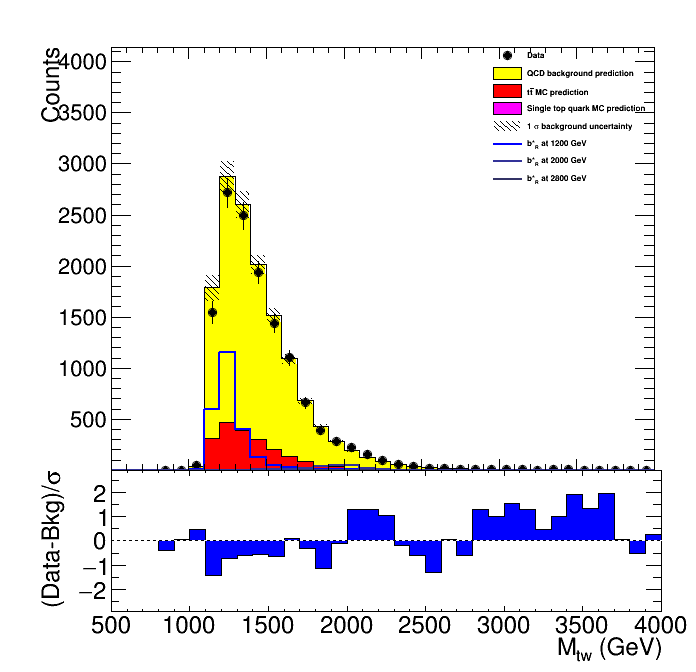 Counts
4000
3500
3000
2500
2000
1500
1000
500
Data
QCD background prediction
tt̅ MC prediction
Single top quark MC prediction
1 σ background uncertainty
b*R at 1200 GeV
b*R at 2000 GeV
b*R at 2800 GeV
(Data-Bkg)/σ
2
1
0
−1
−2
500 1000 1500 2000 2500 3000 3500 4000
Mtw (GeV)